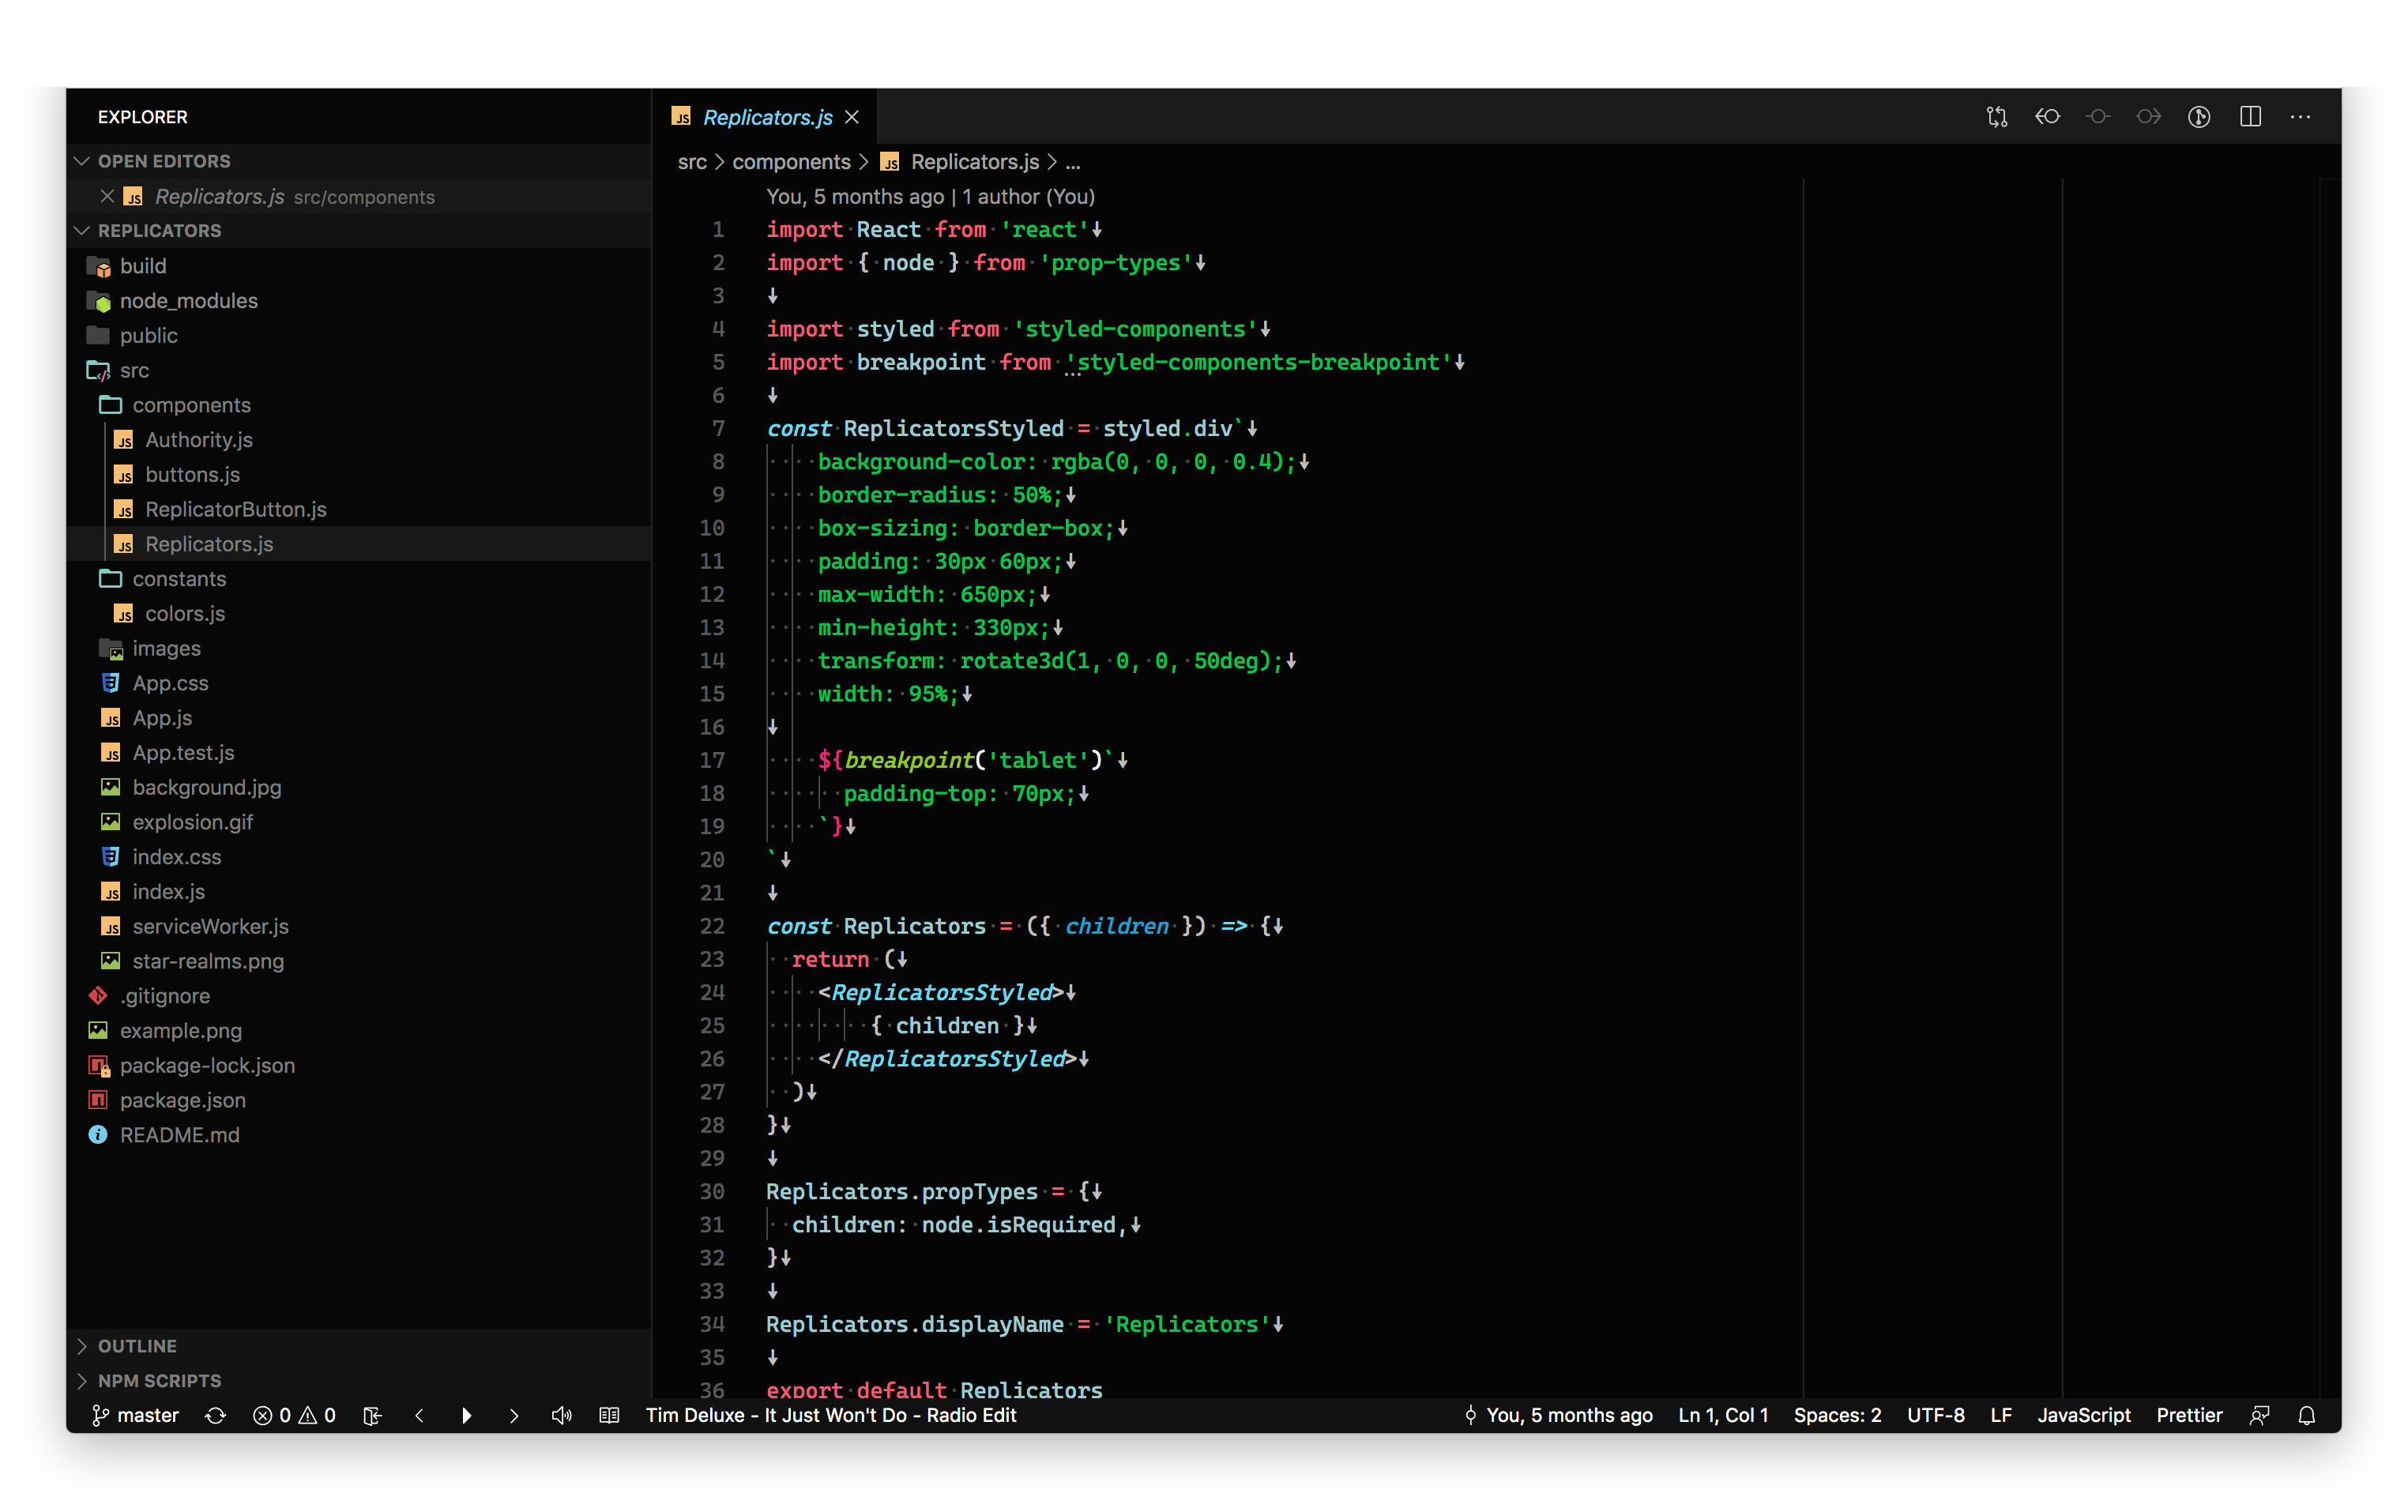 EXPLORER
OPEN EDITORS
Replicators.js src/components
REPLICATORS
build
node_modules
public
src
components
Authority.js
buttons.js
ReplicatorButton.js
Replicators.js
constants
colors.js
images
App.css
App.js
App.test.js
background.jpg
explosion.gif
index.css
index.js
serviceWorker.js
star-realms.png
.gitignore
example.png
package-lock.json
package.json
README.md
OUTLINE
NPM SCRIPTS
Replicators.js
src > components > Replicators.js > ...
You, 5 months ago | 1 author (You)
1 import React from 'react'
2 import { node } from 'prop-types'
3
4 import styled from 'styled-components'
5 import breakpoint from 'styled-components-breakpoint'
6
7 const ReplicatorsStyled = styled.div`
8     background-color: rgba(0, 0, 0, 0.4);
9     border-radius: 50%;
10     box-sizing: border-box;
11     padding: 30px 60px;
12     max-width: 650px;
13     min-height: 330px;
14     transform: rotate3d(1, 0, 0, 50deg);
15     width: 95%;
16
17     ${breakpoint('tablet')`
18       padding-top: 70px;
19     `}
20 `
21
22 const Replicators = ({ children }) => {
23   return (
24     <ReplicatorsStyled>
25         { children }
26     </ReplicatorsStyled>
27   )
28 }
29
30 Replicators.propTypes = {
31   children: node.isRequired,
32 }
33
34 Replicators.displayName = 'Replicators'
35
36 export default Replicators
master 0 0 Tim Deluxe - It Just Won't Do - Radio Edit You, 5 months ago Ln 1, Col 1 Spaces: 2 UTF-8 LF JavaScript Prettier